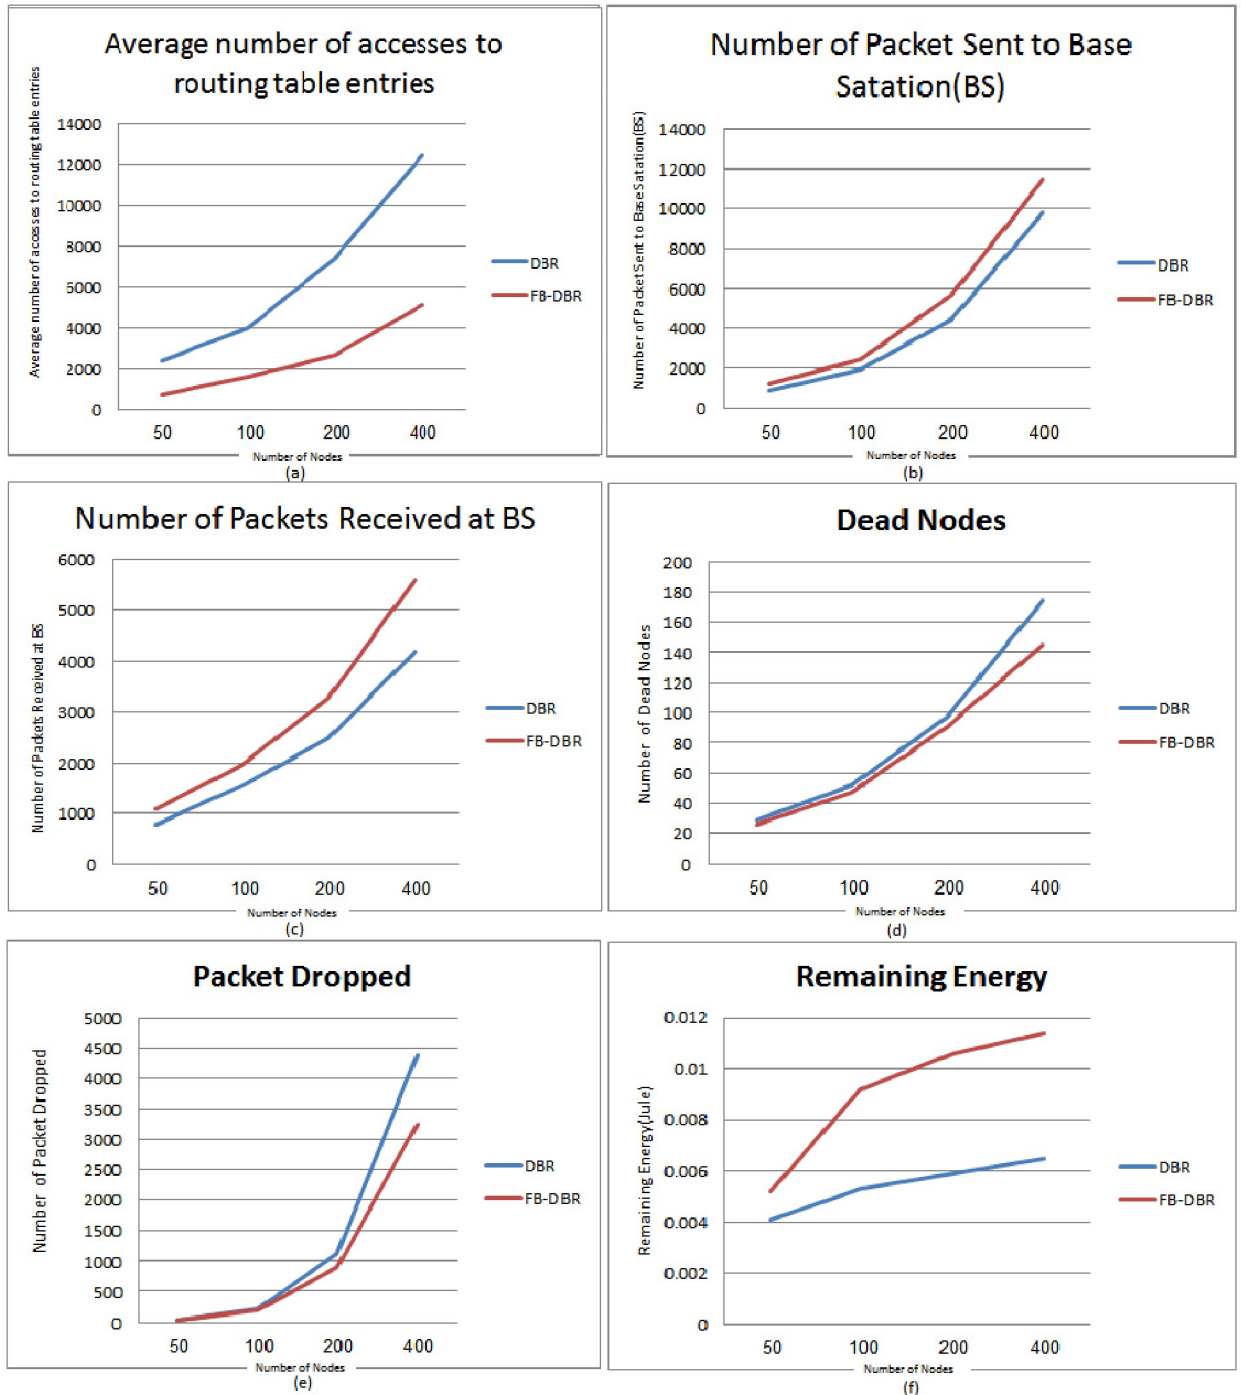 Average number of accesses to
routing table entries
Average number of accesses to routing table entries
14000
12000
10000
8000
6000
4000
2000
0
50 100 200 400
Number of Nodes
DBR
FB-DBR
(a)
Number of Packet Sent to Base
Satation(BS)
Number of Packet Sent to Base Satation(BS)
14000
12000
10000
8000
6000
4000
2000
0
50 100 200 400
Number of Nodes
DBR
FB-DBR
(b)
Number of Packets Received at BS
Number of Packets Received at BS
6000
5000
4000
3000
2000
1000
0
50 100 200 400
Number of Nodes
DBR
FB-DBR
(c)
Dead Nodes
Number of Dead Nodes
200
180
160
140
120
100
80
60
40
20
0
50 100 200 400
Number of Nodes
DBR
FB-DBR
(d)
Packet Dropped
Number of Packet Dropped
5000
4500
4000
3500
3000
2500
2000
1500
1000
500
0
50 100 200 400
Number of Nodes
DBR
FB-DBR
(e)
Remaining Energy
Remaining Energy(Jule)
0.012
0.01
0.008
0.006
0.004
0.002
0
50 100 200 400
Number of Nodes
DBR
FB-DBR
(f)